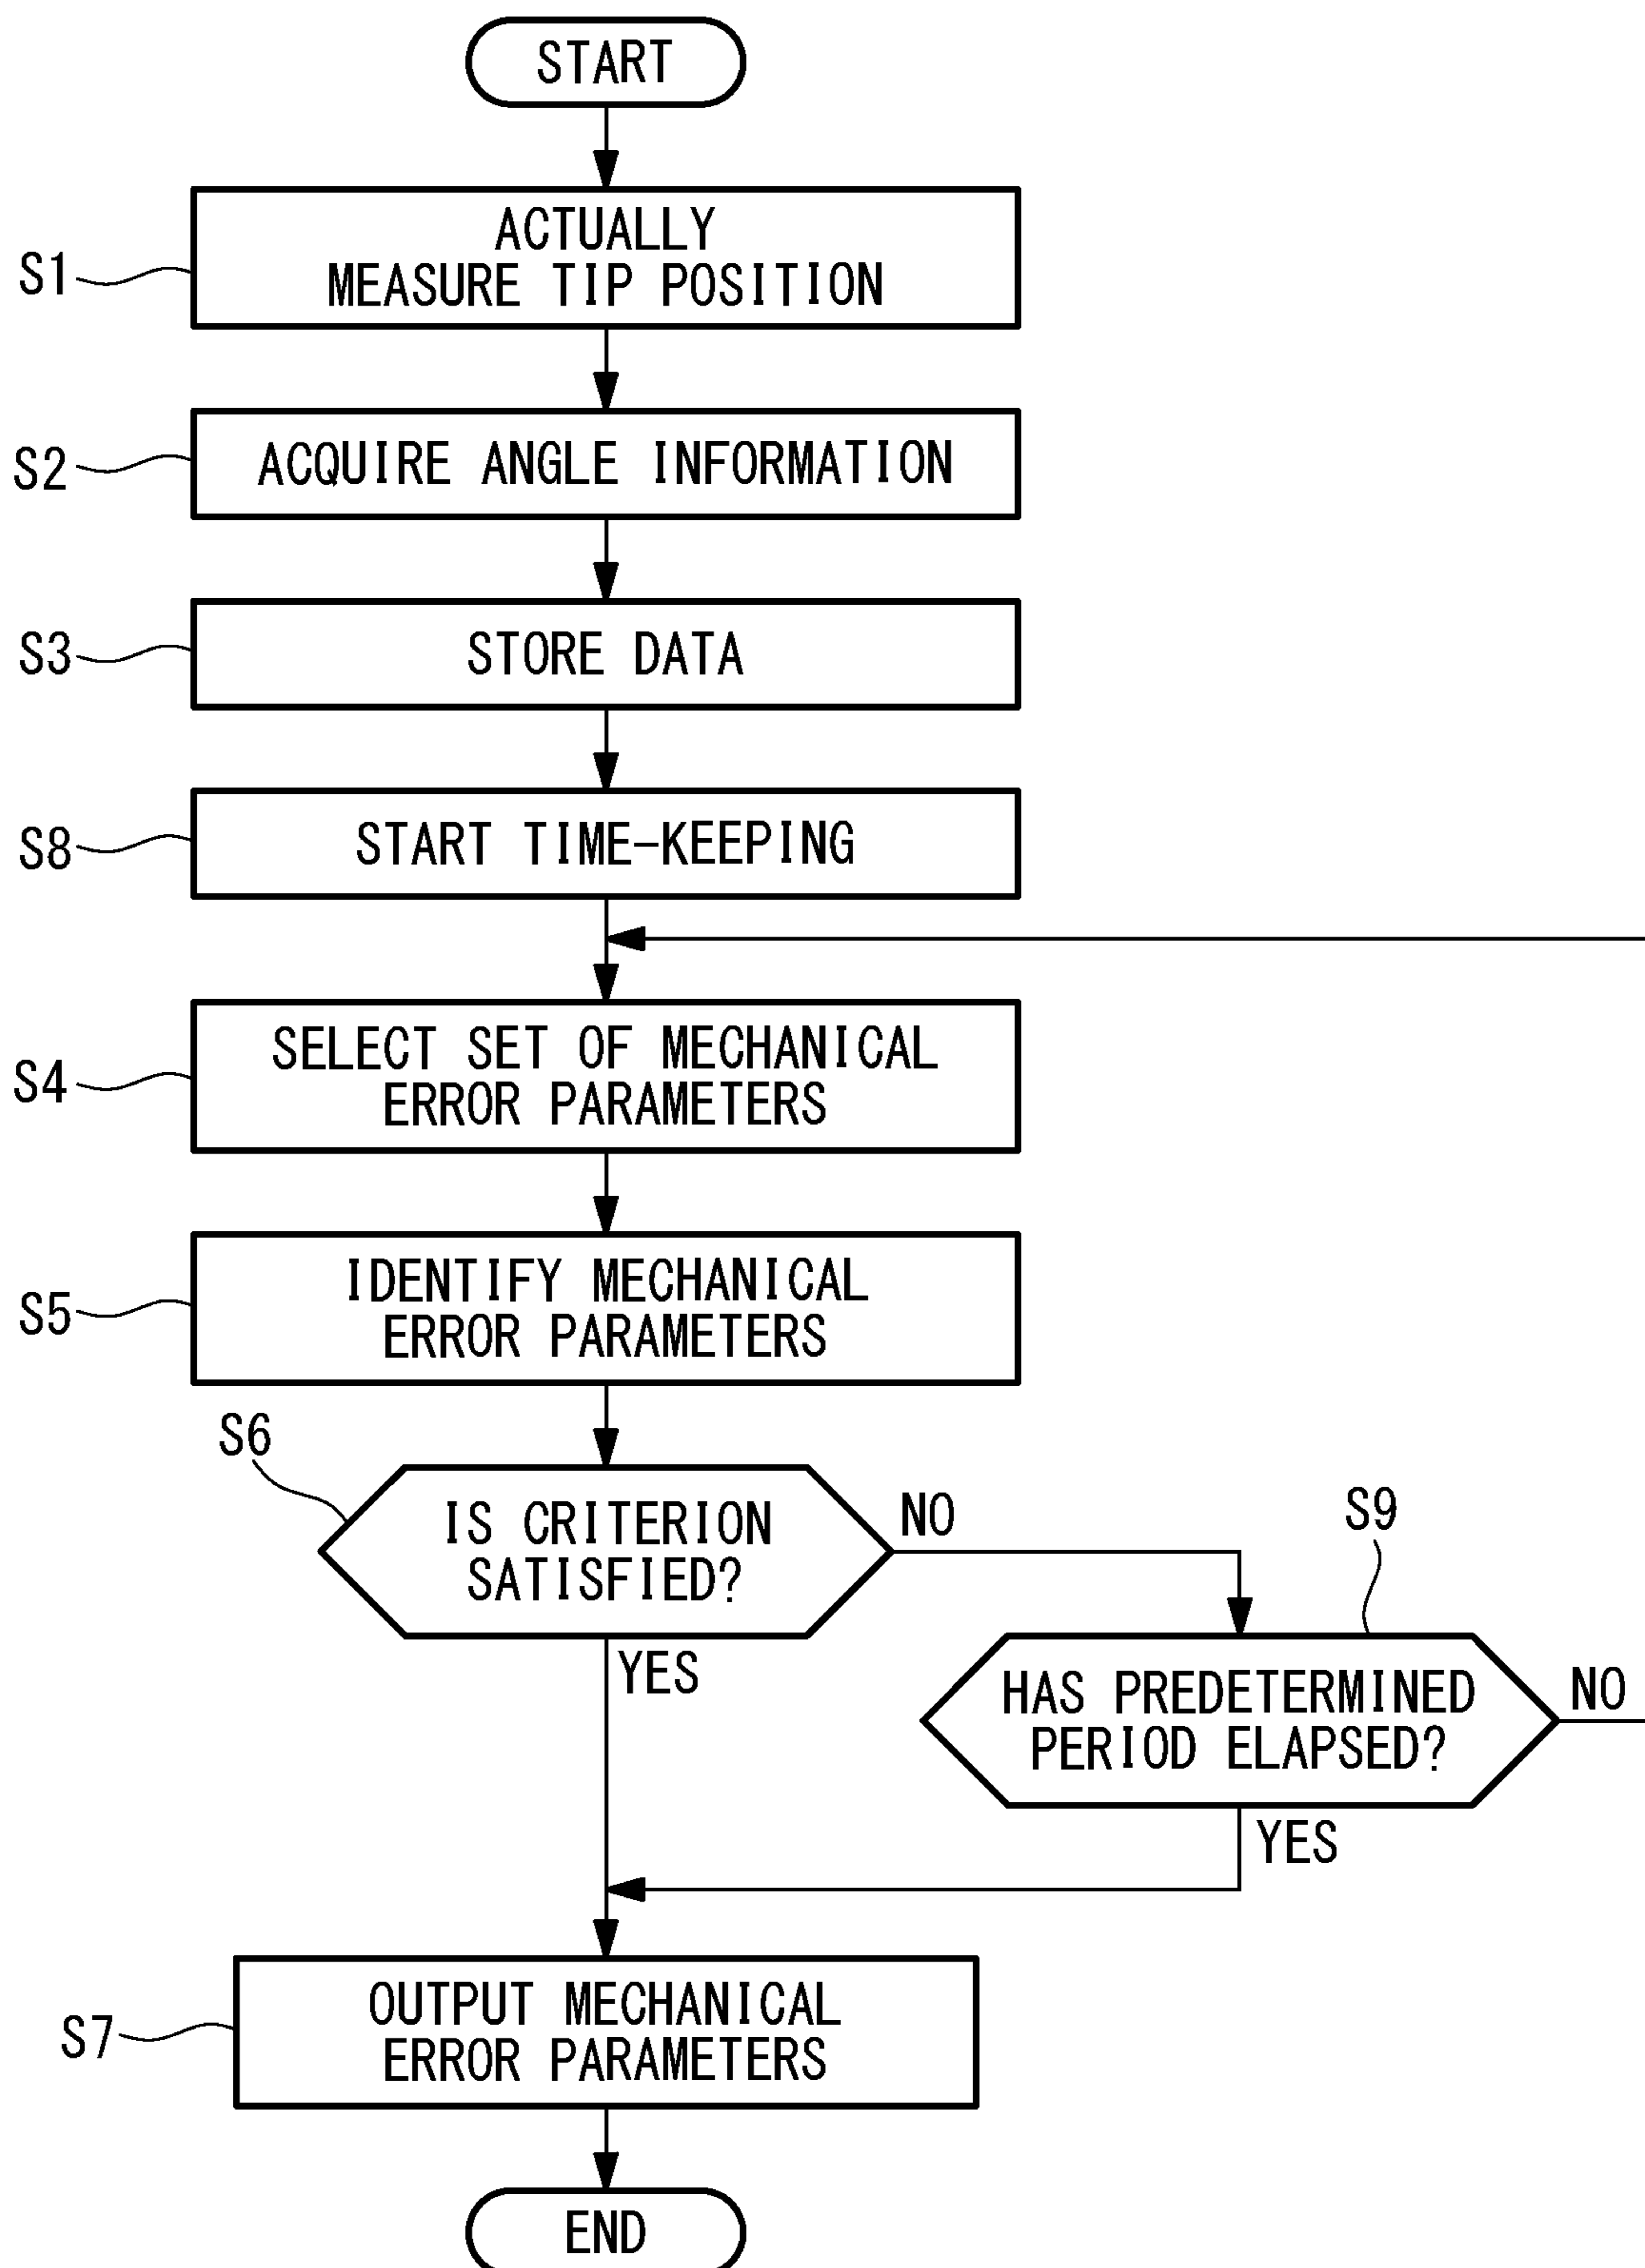 START
S1
ACTUALLY
MEASURE TIP POSITION
S2
ACQUIRE ANGLE INFORMATION
S3
STORE DATA
S8
START TIME-KEEPING
S4
SELECT SET OF MECHANICAL
ERROR PARAMETERS
S5
IDENTIFY MECHANICAL
ERROR PARAMETERS
S6
IS CRITERION
SATISFIED?
NO
YES
S9
HAS PREDETERMINED
PERIOD ELAPSED?
NO
YES
S7
OUTPUT MECHANICAL
ERROR PARAMETERS
END